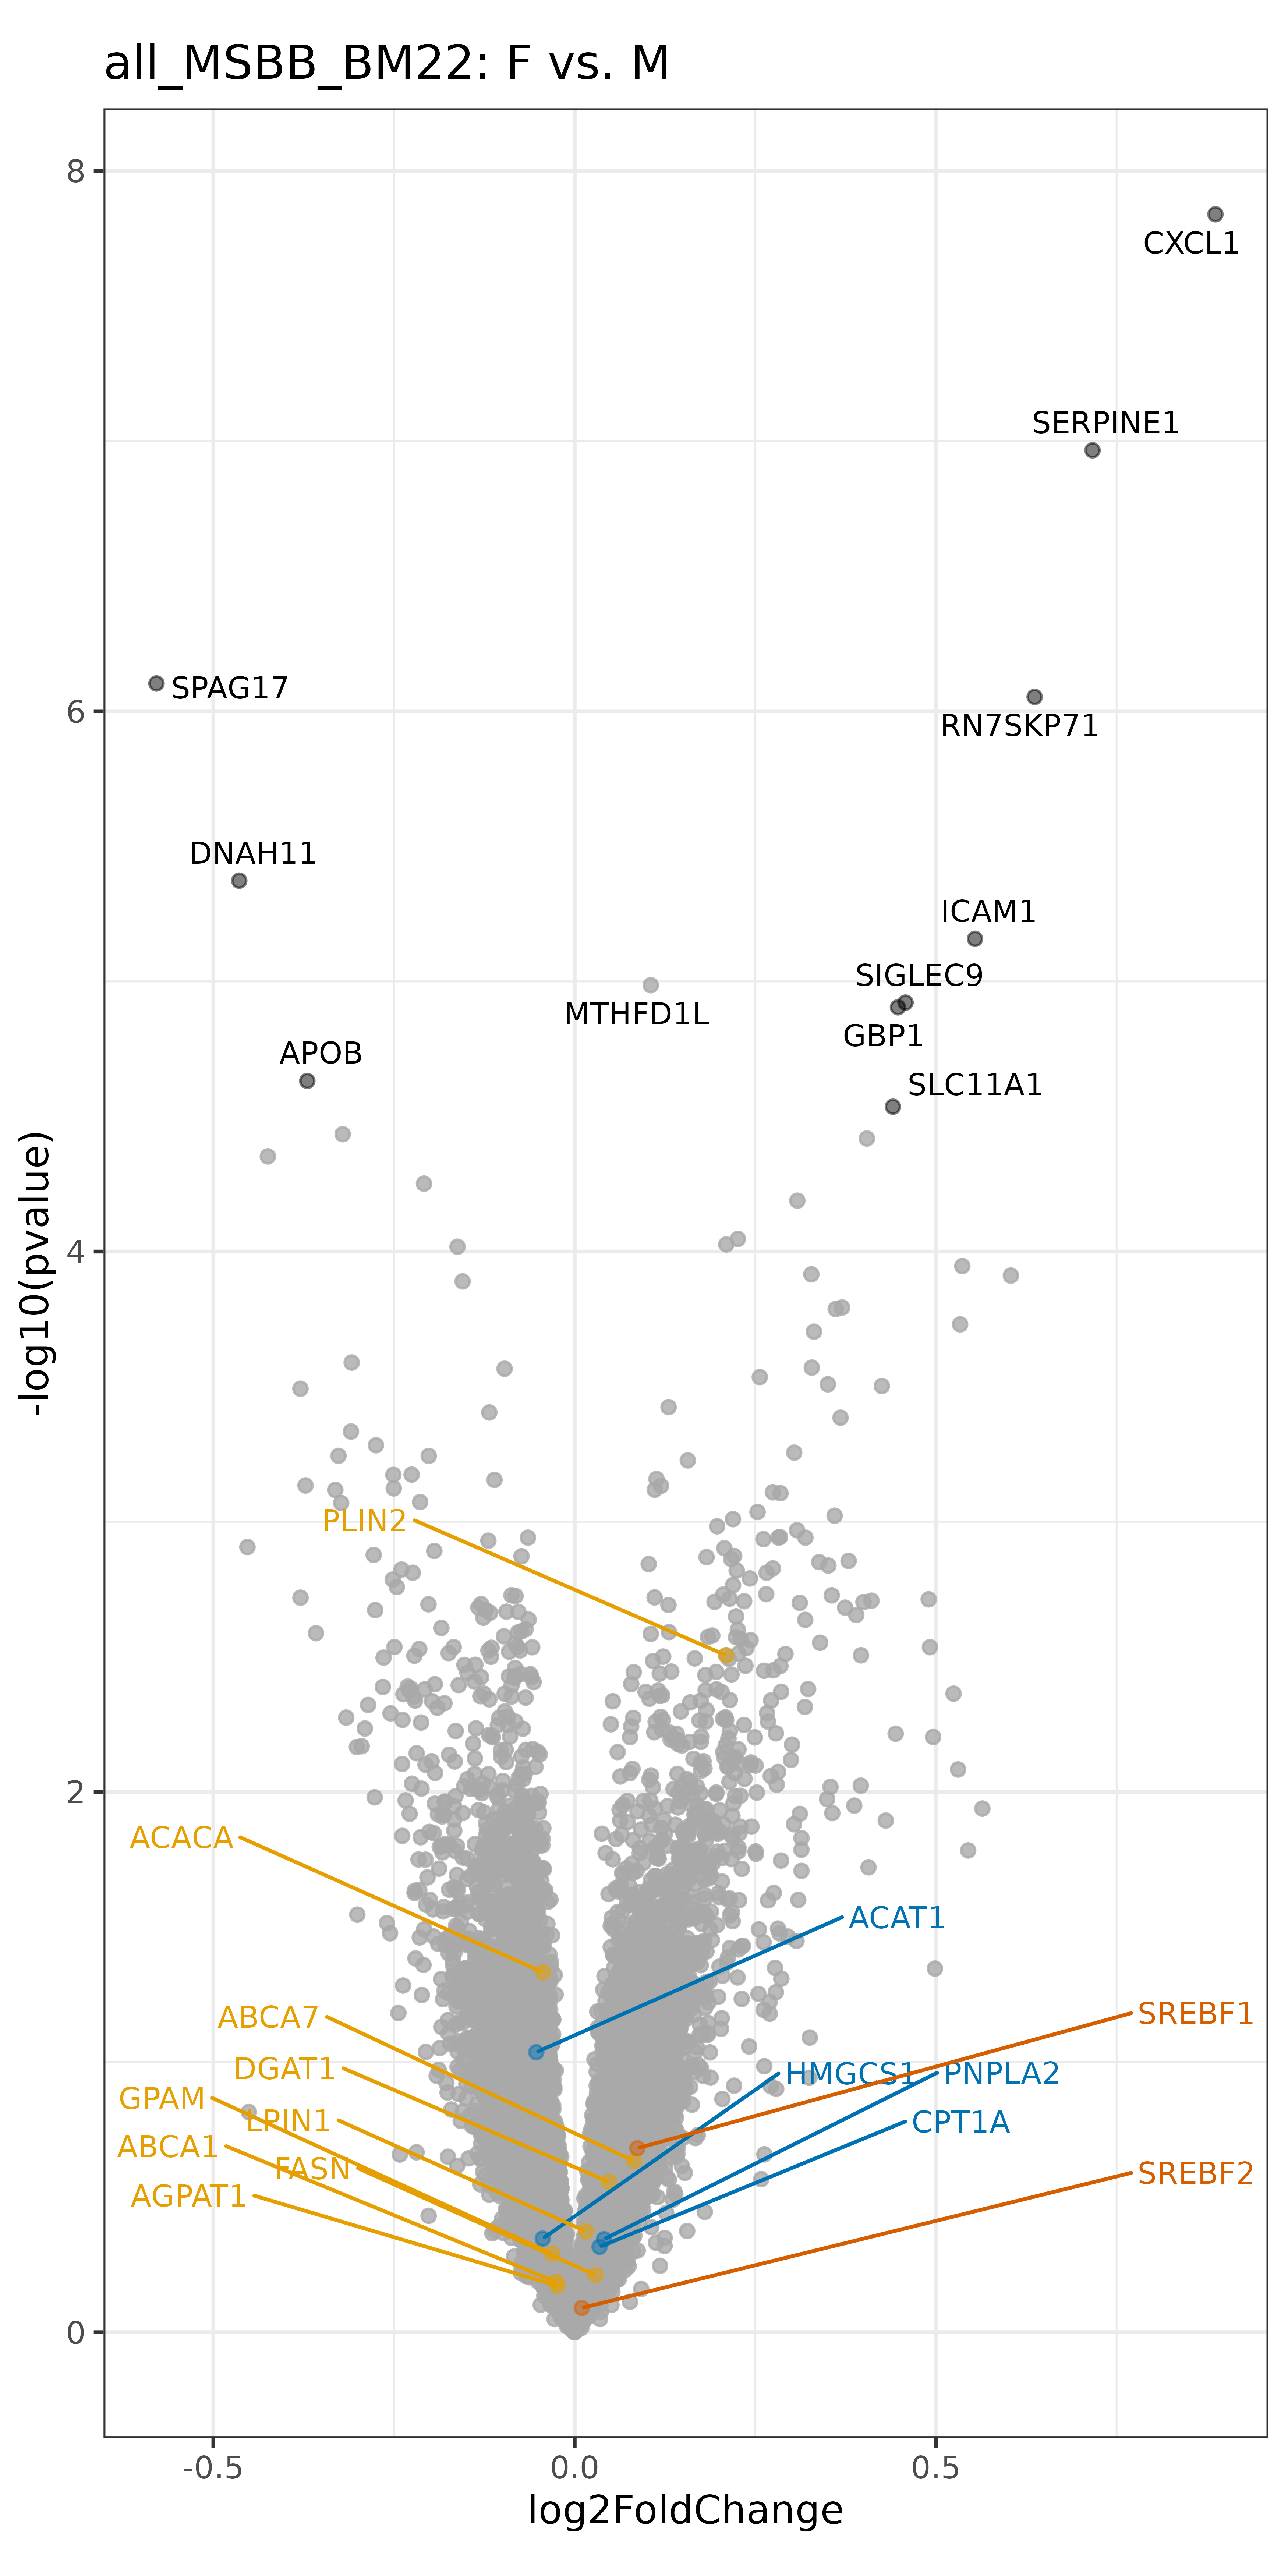 all_MSBB_BM22: F vs. M
8
CXCL1
SERPINE1
SPAG17
6
RN7SKP71
DNAH11
ICAM1
SIGLEC9
MTHFD1L
GBP1
APOB
SLC11A1
-log10(pvalue)
4
PLIN2
2
ACACA
ACAT1
ABCA7
SREBF1
DGAT1
HMGCS1
PNPLA2
GPAM
LPIN1
CPT1A
ABCA1
FASN
SREBF2
AGPAT1
0
-0.5
0.0
0.5
log2FoldChange